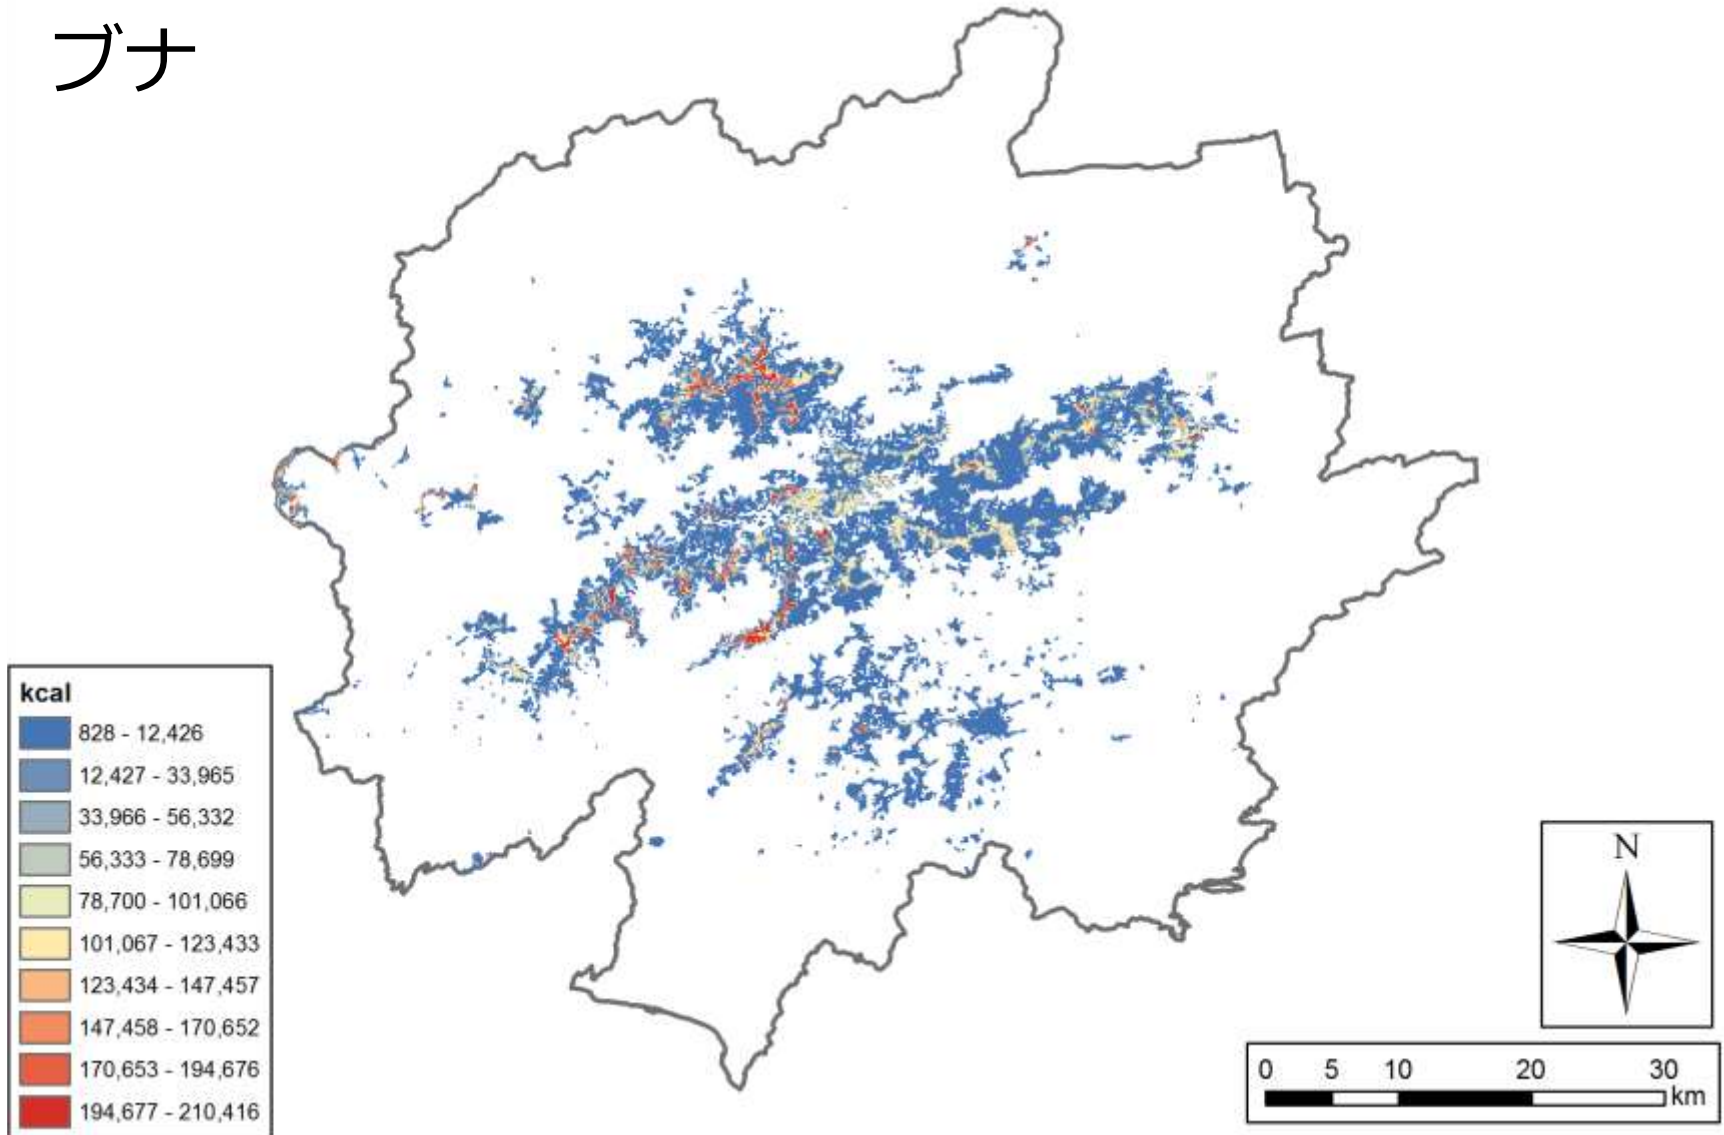 ブナ
kcal
828 - 12,426
12,427 - 33,965
33,966 - 56,332
56,333 - 78,699
78,700 - 101,066
101,067 - 123,433
123,434 - 147,457
147,458 - 170,652
170,653 - 194,676
194,677 - 210,416
N
0 5 10 20 30
km